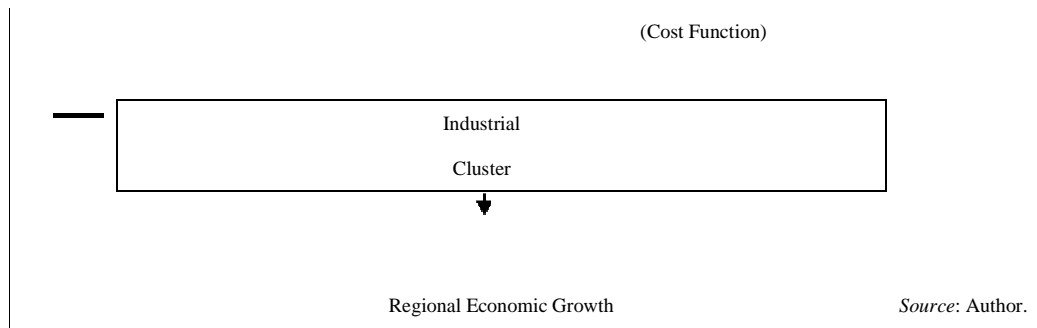 (Cost Function)
Industrial
Cluster
Regional Economic Growth
Source: Author.